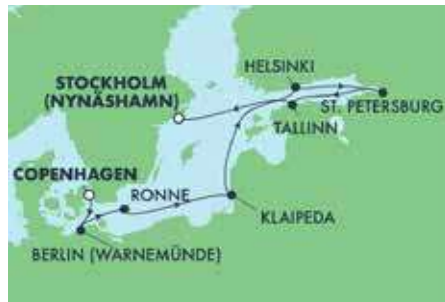 HELSINKI
STOCKHOLM
(NYNÄSHAMN)
ST. PETERSBURG
TALLINN
COPENHAGEN
RONNE
KLAIPEDA
BERLIN (WARNEMÜNDE)